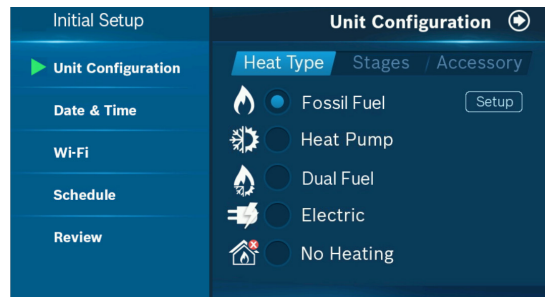 Initial Setup
Unit Configuration
Unit Configuration
Date & Time
Wi-Fi
Schedule
Review
Heat Type / Stages / Accessory
Fossil Fuel
Setup
Heat Pump
Dual Fuel
Electric
No Heating